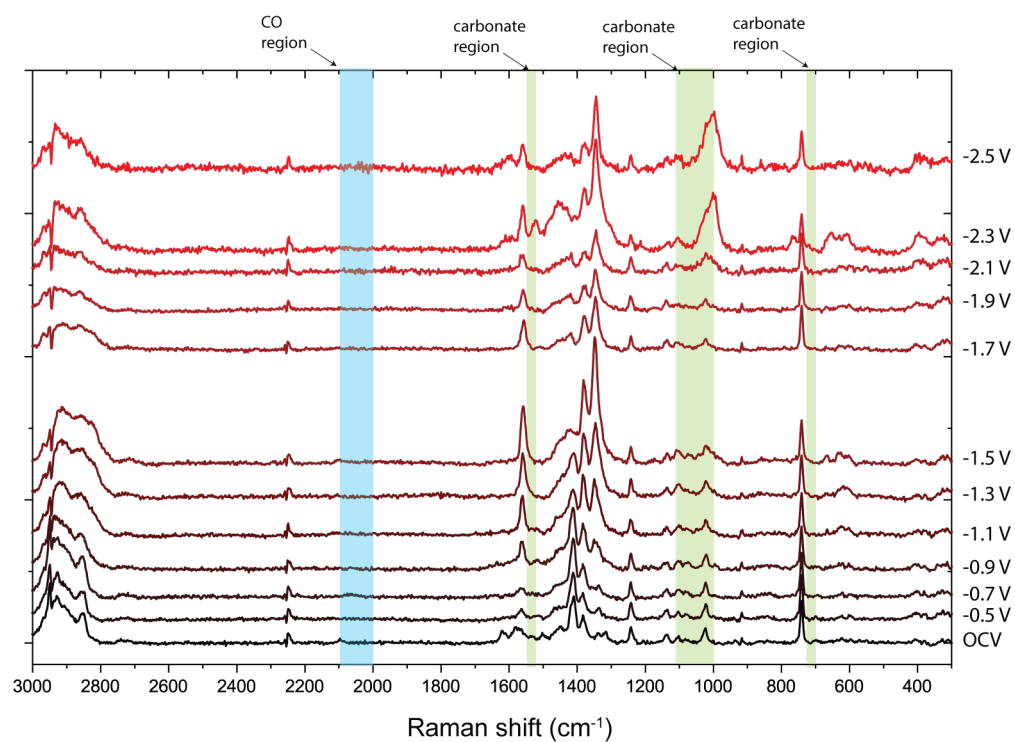 CO
region
carbonate
region
carbonate
region
carbonate
region
-2.5 V
-2.3 V
-2.1 V
-1.9 V
-1.7 V
-1.5 V
-1.3 V
-1.1 V
-0.9 V
-0.7 V
-0.5 V
OCV
3000 2800 2600 2400 2200 2000 1800 1600 1400 1200 1000 800 600 400
Raman shift (cm⁻¹)